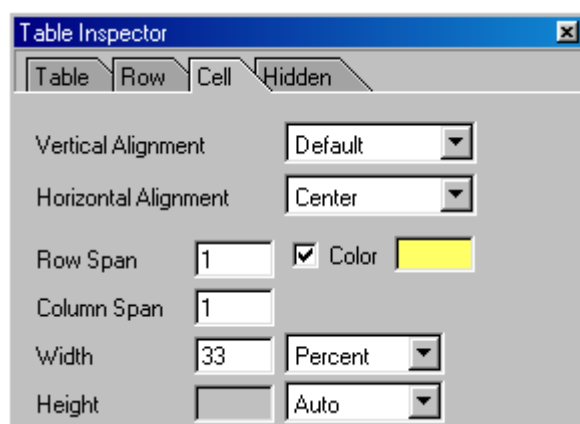 Table Inspector
Table Row Cell Hidden
Vertical Alignment Default
Horizontal Alignment Center
Row Span 1 Color
Column Span 1
Width 33 Percent
Height Auto